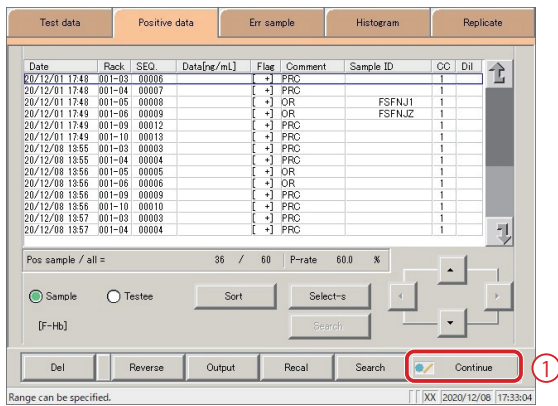 Test data Positive data Err sample Histogram Replicate
Date Rack SEQ. Data[ng/mL] Flag Comment Sample ID CC Dil
20/12/01 17:48 001-03 00006 [ +] PRC 1
20/12/01 17:48 001-04 00007 [ +] PRC 1
20/12/01 17:48 001-05 00008 [ +] OR FSFNJ1 1
20/12/01 17:49 001-06 00009 [ +] OR FSFNJZ 1
20/12/01 17:49 001-09 00012 [ +] PRC 1
20/12/01 17:49 001-10 00013 [ +] PRC 1
20/12/08 13:55 001-03 00003 [ +] PRC 1
20/12/08 13:55 001-04 00004 [ +] PRC 1
20/12/08 13:56 001-05 00005 [ +] OR 1
20/12/08 13:56 001-06 00006 [ +] OR 1
20/12/08 13:56 001-09 00009 [ +] PRC 1
20/12/08 13:56 001-10 00010 [ +] PRC 1
20/12/08 13:57 001-03 00003 [ +] PRC 1
20/12/08 13:57 001-04 00004 [ +] PRC 1
Pos sample / all = 36 / 60 P-rate 60.0 %
Sample Testee Sort Select-s
[F-Hb] Search
Del Reverse Output Recal Search Continue 1
Range can be specified. XX 2020/12/08 17:33:04